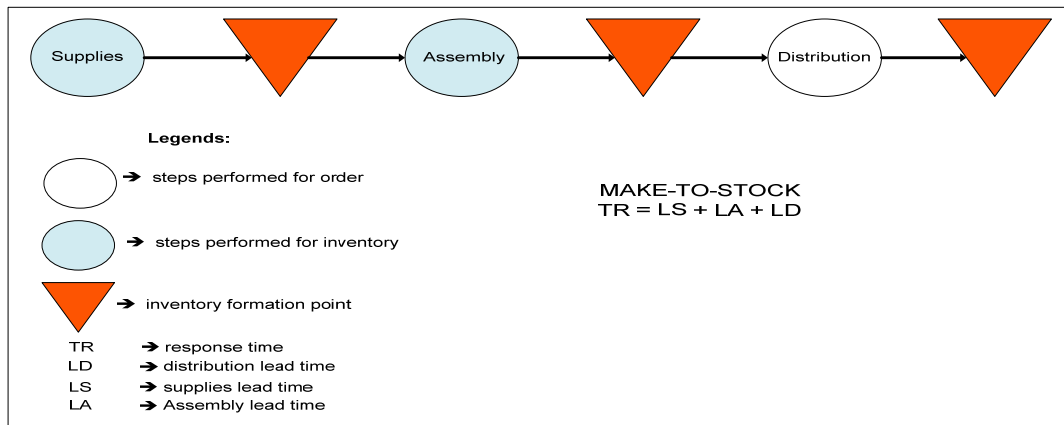 Supplies
Assembly
Distribution
Legends:
steps performed for order
steps performed for inventory
inventory formation point
TR → response time
LD → distribution lead time
LS → supplies lead time
LA → Assembly lead time
MAKE-TO-STOCK
TR = LS + LA + LD